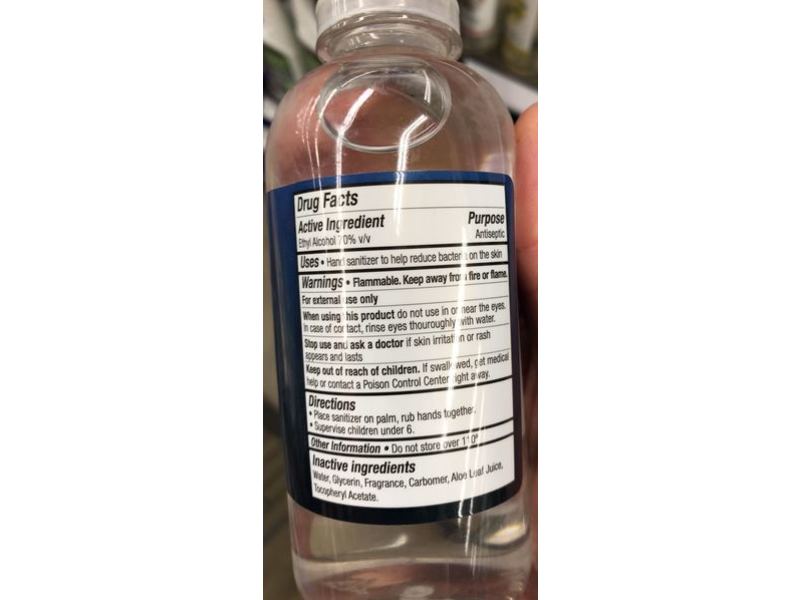 Drug Facts
Active Ingredient Purpose
Ethyl Alcohol 70% v/v Antiseptic
Uses • Hand sanitizer to help reduce bacteria on the skin
Warnings • Flammable. Keep away from fire or flame.
For external use only
When using this product do not use in or near the eyes.
In case of contact, rinse eyes thouroughly with water.
Stop use and ask a doctor if skin irritation or rash
appears and lasts
Keep out of reach of children. If swallowed, get medical
help or contact a Poison Control Center right away.
Directions
• Place sanitizer on palm, rub hands together.
• Supervise children under 6.
Other Information • Do not store over 110°
Inactive ingredients
Water, Glycerin, Fragrance, Carbomer, Aloe Leaf Juice,
Tocopheryl Acetate.